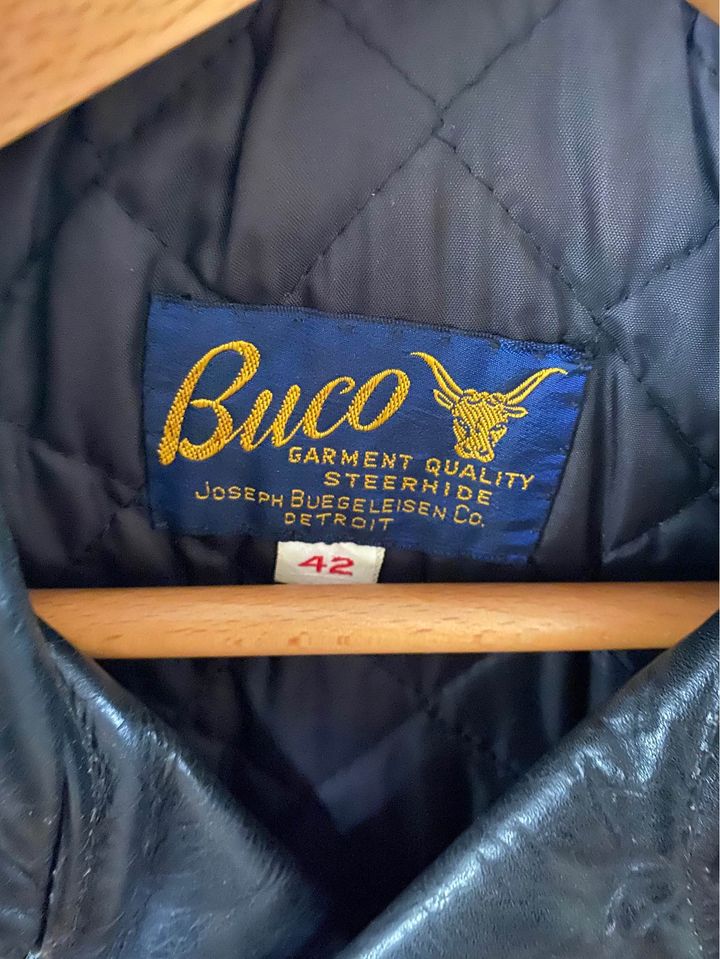 Buco
GARMENT QUALITY
STEERHIDE
JOSEPH BUEGELEISEN CO.
DETROIT
42